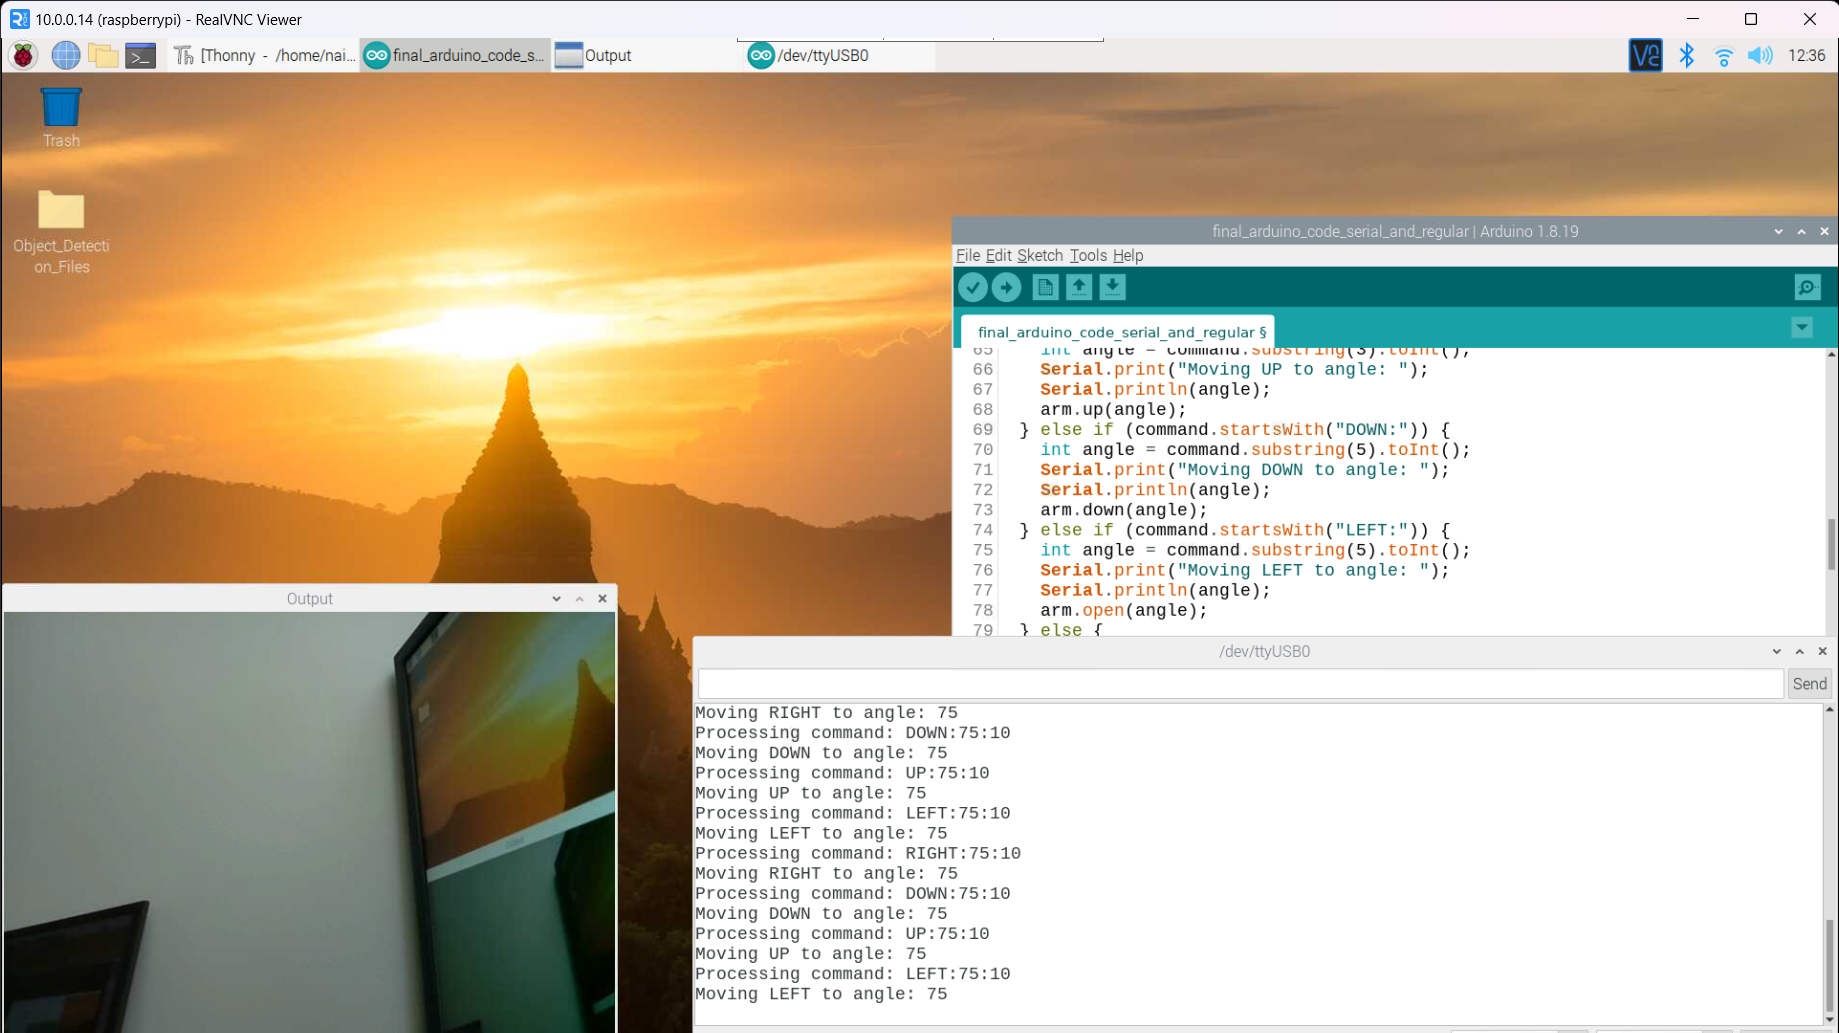 10.0.0.14 (raspberrypi) - RealVNC Viewer
[Thonny - /home/nai...
final_arduino_code_s...
Output
/dev/ttyUSB0
12:36
Trash
Object_Detecti
on_Files
final_arduino_code_serial_and_regular | Arduino 1.8.19
File Edit Sketch Tools Help
final_arduino_code_serial_and_regular §
65 int angle = command.substring(3).toInt();
66 Serial.print("Moving UP to angle: ");
67 Serial.println(angle);
68 arm.up(angle);
69 } else if (command.startsWith("DOWN:")) {
70 int angle = command.substring(5).toInt();
71 Serial.print("Moving DOWN to angle: ");
72 Serial.println(angle);
73 arm.down(angle);
74 } else if (command.startsWith("LEFT:")) {
75 int angle = command.substring(5).toInt();
76 Serial.print("Moving LEFT to angle: ");
77 Serial.println(angle);
78 arm.open(angle);
79 } else {
Output
/dev/ttyUSB0
Send
Moving RIGHT to angle: 75
Processing command: DOWN:75:10
Moving DOWN to angle: 75
Processing command: UP:75:10
Moving UP to angle: 75
Processing command: LEFT:75:10
Moving LEFT to angle: 75
Processing command: RIGHT:75:10
Moving RIGHT to angle: 75
Processing command: DOWN:75:10
Moving DOWN to angle: 75
Processing command: UP:75:10
Moving UP to angle: 75
Processing command: LEFT:75:10
Moving LEFT to angle: 75